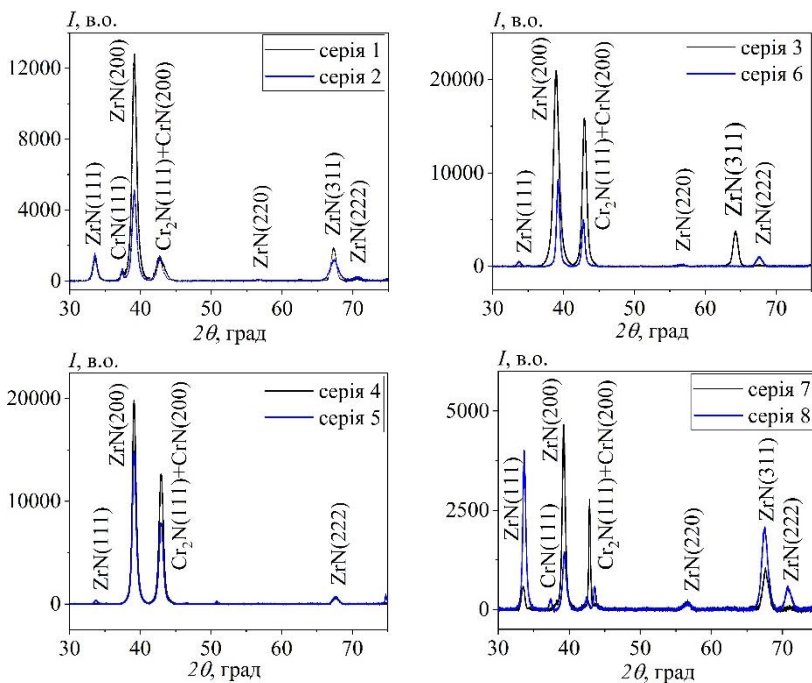 I, в.о.
серія 1
серія 2
12000
8000
4000
0
ZrN(111)
CrN(111)
ZrN(200)
Cr₂N(111)+CrN(200)
ZrN(220)
ZrN(311)
ZrN(222)
30 40 50 60 70
2θ, град
I, в.о.
серія 3
серія 6
20000
10000
0
ZrN(111)
ZrN(200)
Cr₂N(111)+CrN(200)
ZrN(220)
ZrN(311)
ZrN(222)
30 40 50 60 70
2θ, град
I, в.о.
серія 4
серія 5
20000
10000
0
ZrN(111)
ZrN(200)
Cr₂N(111)+CrN(200)
ZrN(222)
30 40 50 60 70
2θ, град
I, в.о.
серія 7
серія 8
5000
2500
0
ZrN(111)
CrN(111)
ZrN(200)
Cr₂N(111)+CrN(200)
ZrN(220)
ZrN(311)
ZrN(222)
30 40 50 60 70
2θ, град